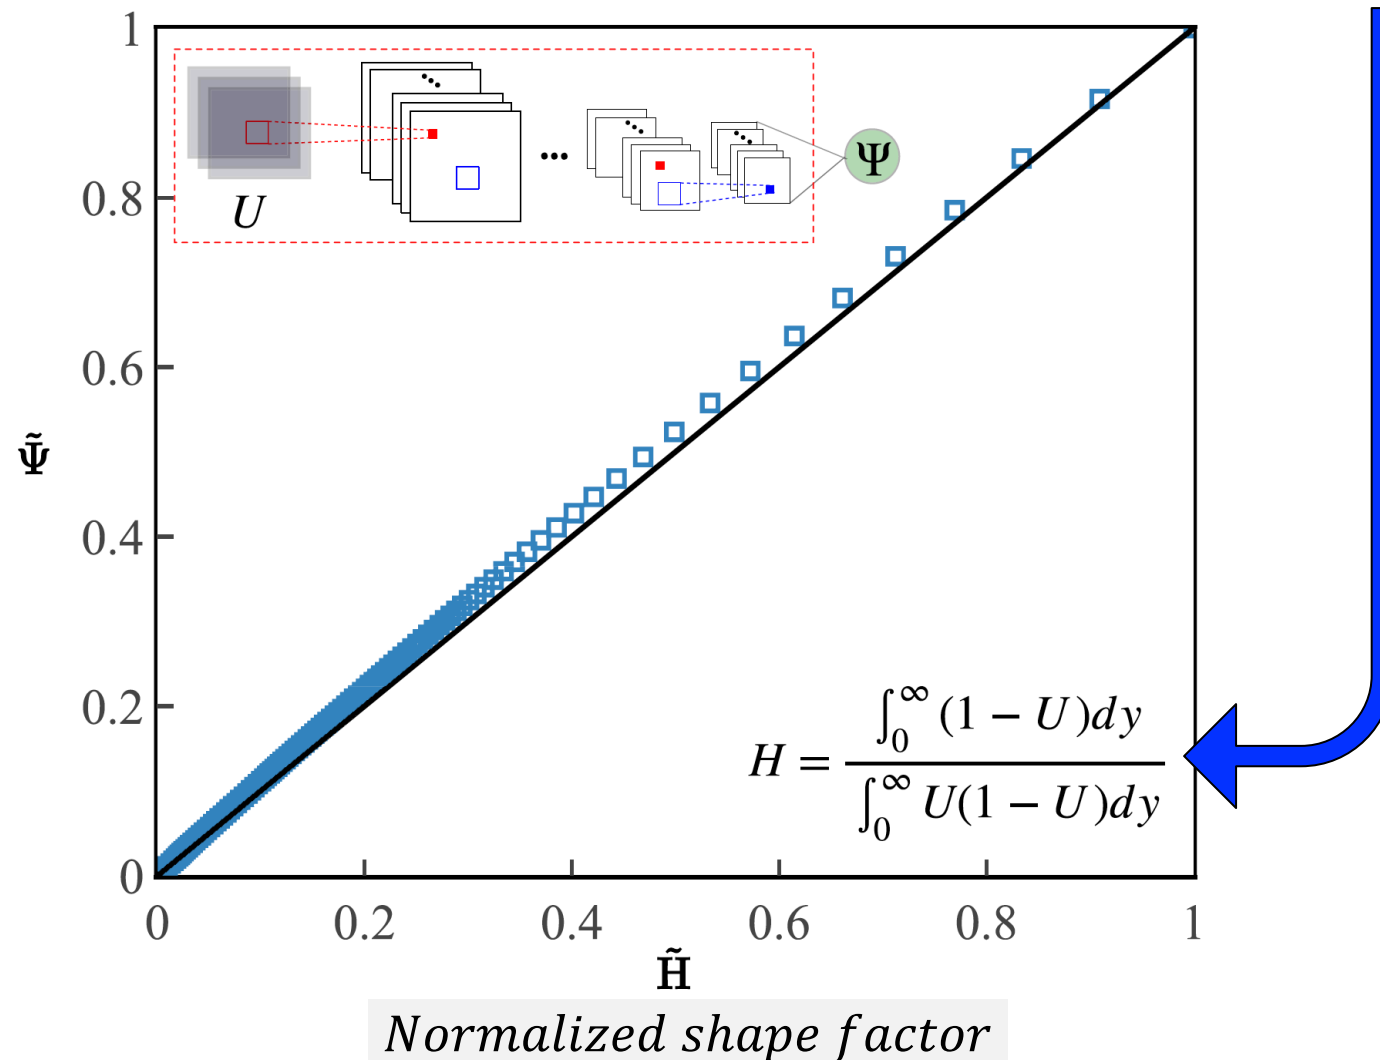 1
U
Ψ
0.8
0.6
Ψ̃
0.4
0.2
H = ∫₀^∞ (1 − U)dy / ∫₀^∞ U(1 − U)dy
0
0 0.2 0.4 0.6 0.8 1
H̃
Normalized shape factor